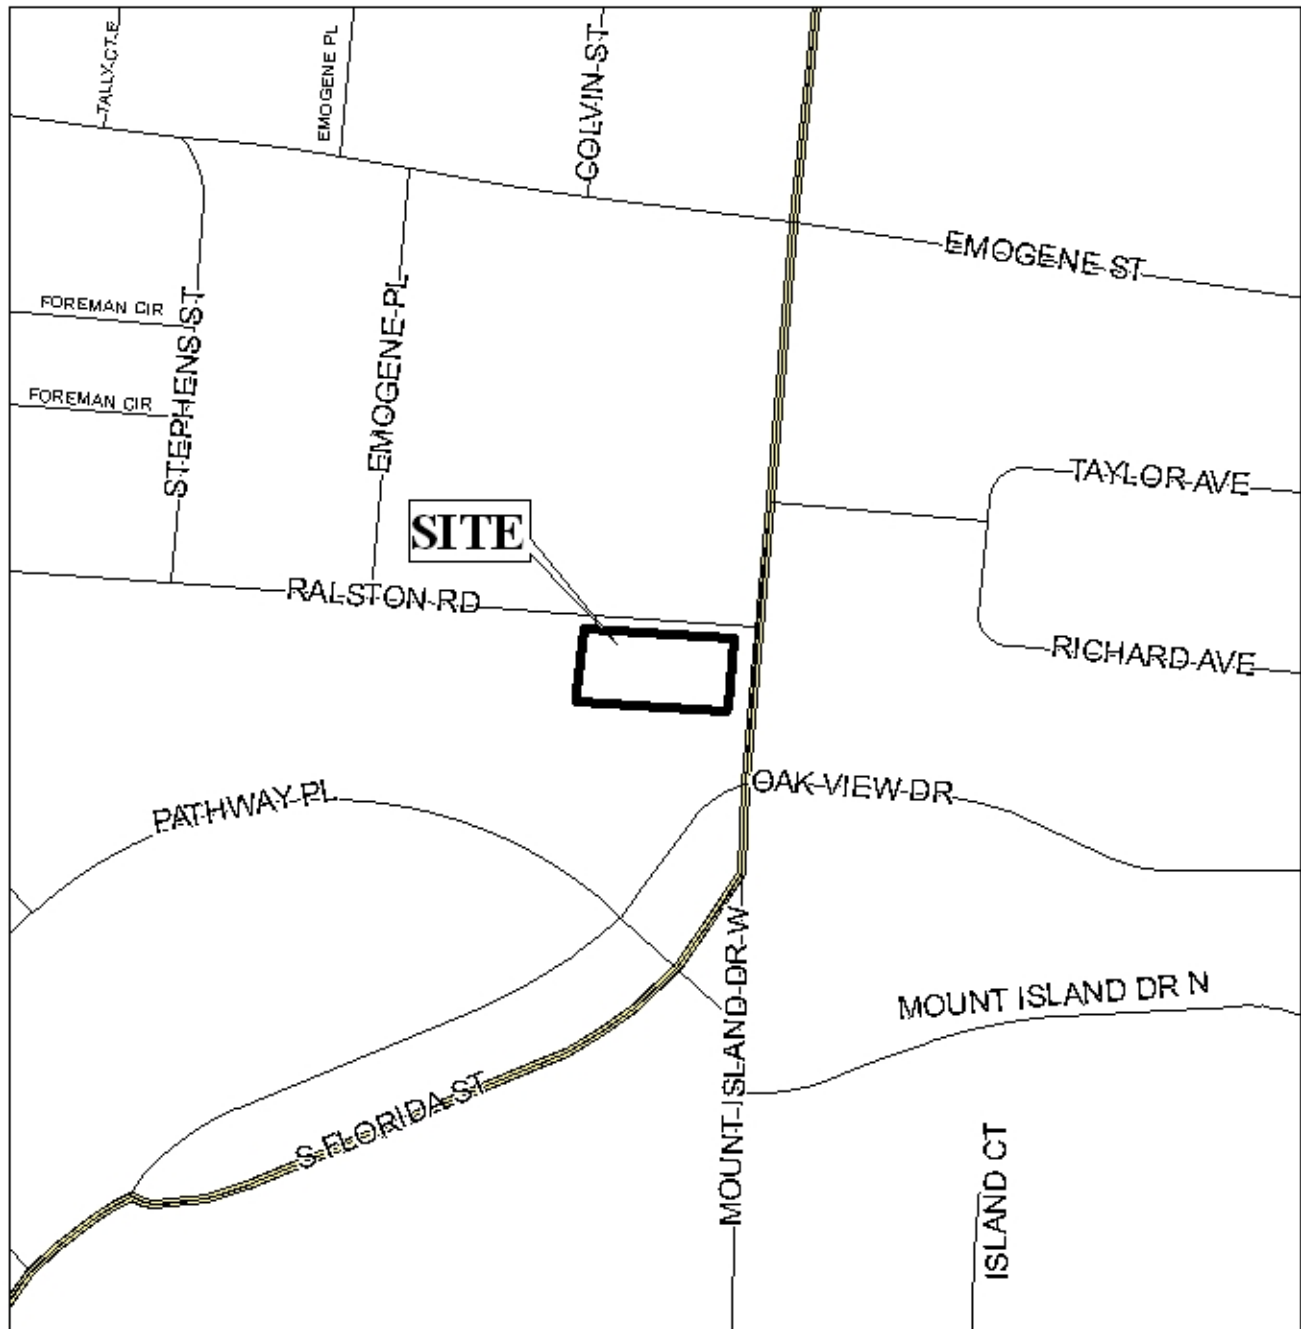 TALLY CT E
EMOGENE PL
COLVIN ST
EMOGENE ST
FOREMAN CIR
STEPHENS ST
EMOGENE PL
FOREMAN CIR
TAYLOR AVE
SITE
RALSTON RD
RICHARD AVE
PATHWAY PL
OAK VIEW DR
MOUNT ISLAND DR W
MOUNT ISLAND DR N
S FLORIDA ST
ISLAND CT